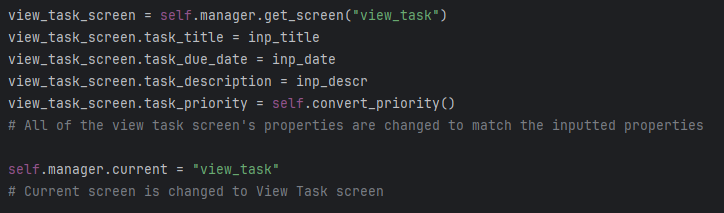 view_task_screen = self.manager.get_screen("view_task")
view_task_screen.task_title = inp_title
view_task_screen.task_due_date = inp_date
view_task_screen.task_description = inp_descr
view_task_screen.task_priority = self.convert_priority()
# All of the view task screen's properties are changed to match the inputted properties
self.manager.current = "view_task"
# Current screen is changed to View Task screen